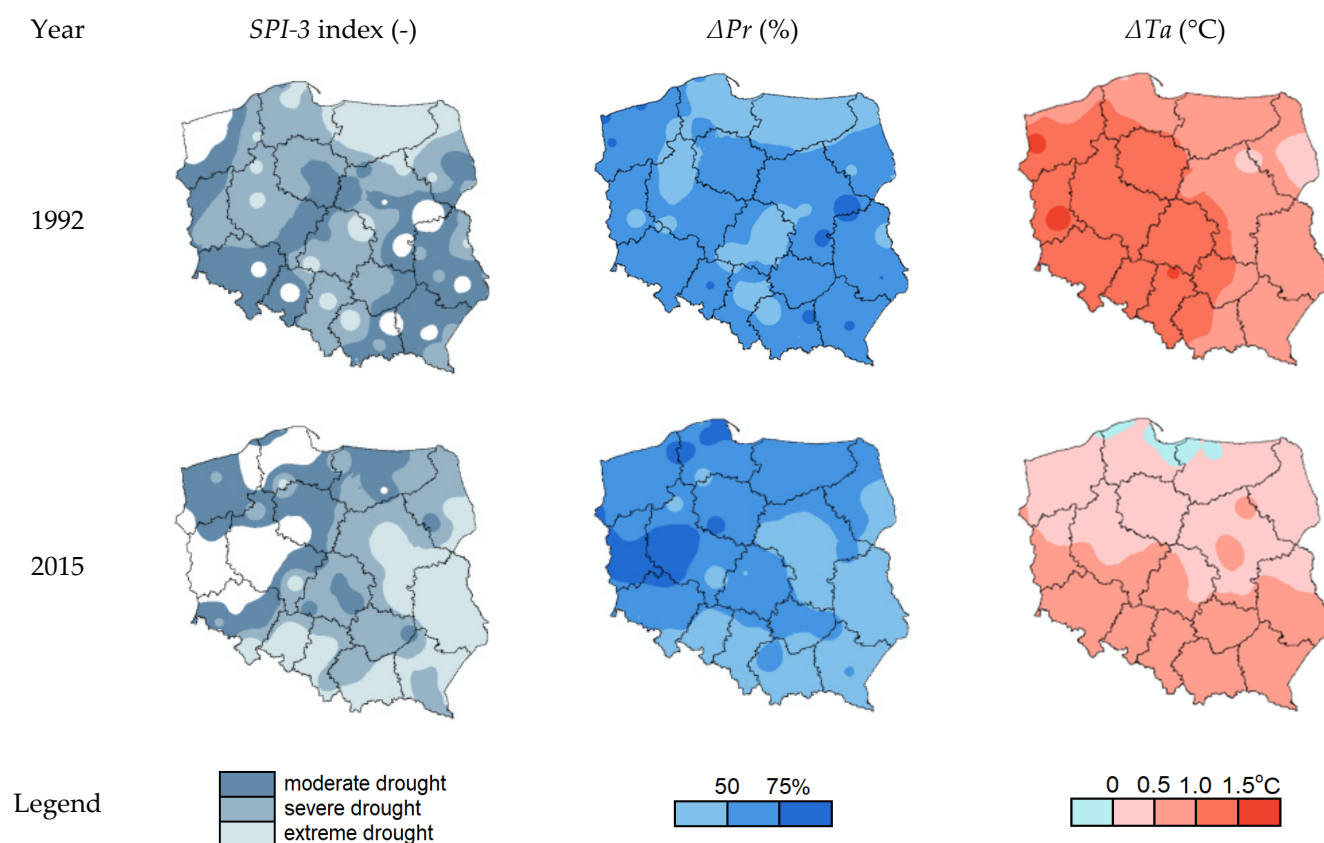 Year SPI-3 index (-) ΔPr (%) ΔTa (°C)
1992
2015
Legend
moderate drought
severe drought
extreme drought
50 75%
0 0.5 1.0 1.5°C